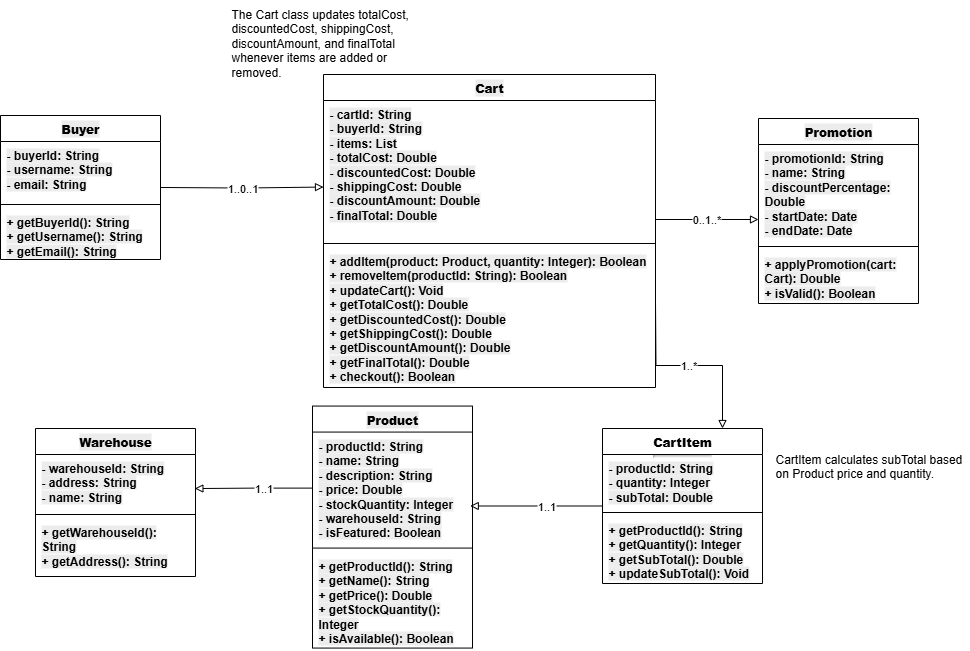 The Cart class updates totalCost,
discountedCost, shippingCost,
discountAmount, and finalTotal
whenever items are added or
removed.
Buyer
- buyerId: String
- username: String
- email: String
+ getBuyerId(): String
+ getUsername(): String
+ getEmail(): String
1..0..1
Cart
- cartId: String
- buyerId: String
- items: List
- totalCost: Double
- discountedCost: Double
- shippingCost: Double
- discountAmount: Double
- finalTotal: Double
+ addItem(product: Product, quantity: Integer): Boolean
+ removeItem(productId: String): Boolean
+ updateCart(): Void
+ getTotalCost(): Double
+ getDiscountedCost(): Double
+ getShippingCost(): Double
+ getDiscountAmount(): Double
+ getFinalTotal(): Double
+ checkout(): Boolean
0..1..*
Promotion
- promotionId: String
- name: String
- discountPercentage:
Double
- startDate: Date
- endDate: Date
+ applyPromotion(cart:
Cart): Double
+ isValid(): Boolean
1..*
Warehouse
- warehouseId: String
- address: String
- name: String
+ getWarehouseId():
String
+ getAddress(): String
1..1
Product
- productId: String
- name: String
- description: String
- price: Double
- stockQuantity: Integer
- warehouseId: String
- isFeatured: Boolean
+ getProductId(): String
+ getName(): String
+ getPrice(): Double
+ getStockQuantity():
Integer
+ isAvailable(): Boolean
1..1
CartItem
- productId: String
- quantity: Integer
- subTotal: Double
+ getProductId(): String
+ getQuantity(): Integer
+ getSubTotal(): Double
+ updateSubTotal(): Void
CartItem calculates subTotal based
on Product price and quantity.